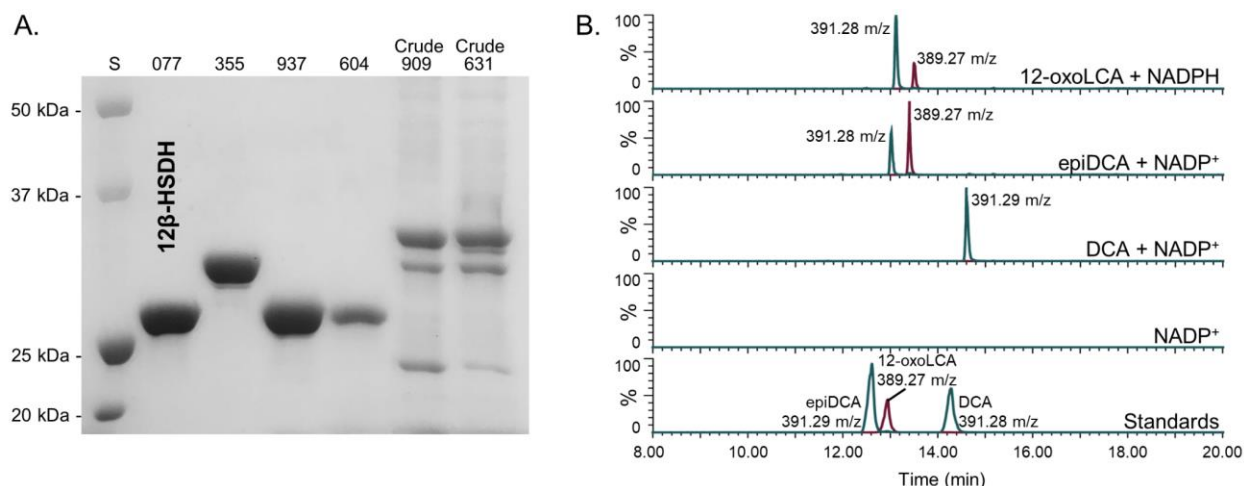 A.
Crude Crude
S 077 355 937 604 909 631
50 kDa -
37 kDa -
25 kDa -
20 kDa -
12β-HSDH
B.
100
%
0
391.28 m/z
389.27 m/z
12-oxoLCA + NADPH
100
%
0
391.28 m/z
389.27 m/z
epiDCA + NADP⁺
100
%
0
391.29 m/z
DCA + NADP⁺
100
%
0
NADP⁺
100
%
0
12-oxoLCA
389.27 m/z
epiDCA
391.29 m/z
DCA
391.28 m/z
Standards
8.00 10.00 12.00 14.00 16.00 18.00 20.00
Time (min)